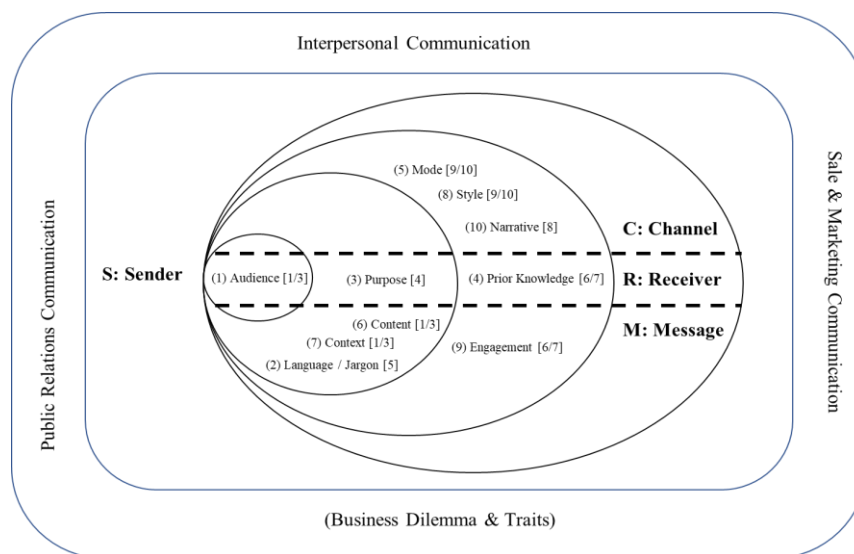 Interpersonal Communication
Public Relations Communication
Sale & Marketing Communication
(5) Mode [9/10]
(8) Style [9/10]
(10) Narrative [8]
C: Channel
S: Sender
(1) Audience [1/3]
(3) Purpose [4]
(4) Prior Knowledge [6/7]
R: Receiver
(6) Content [1/3]
(7) Context [1/3]
(2) Language / Jargon [5]
(9) Engagement [6/7]
M: Message
(Business Dilemma & Traits)